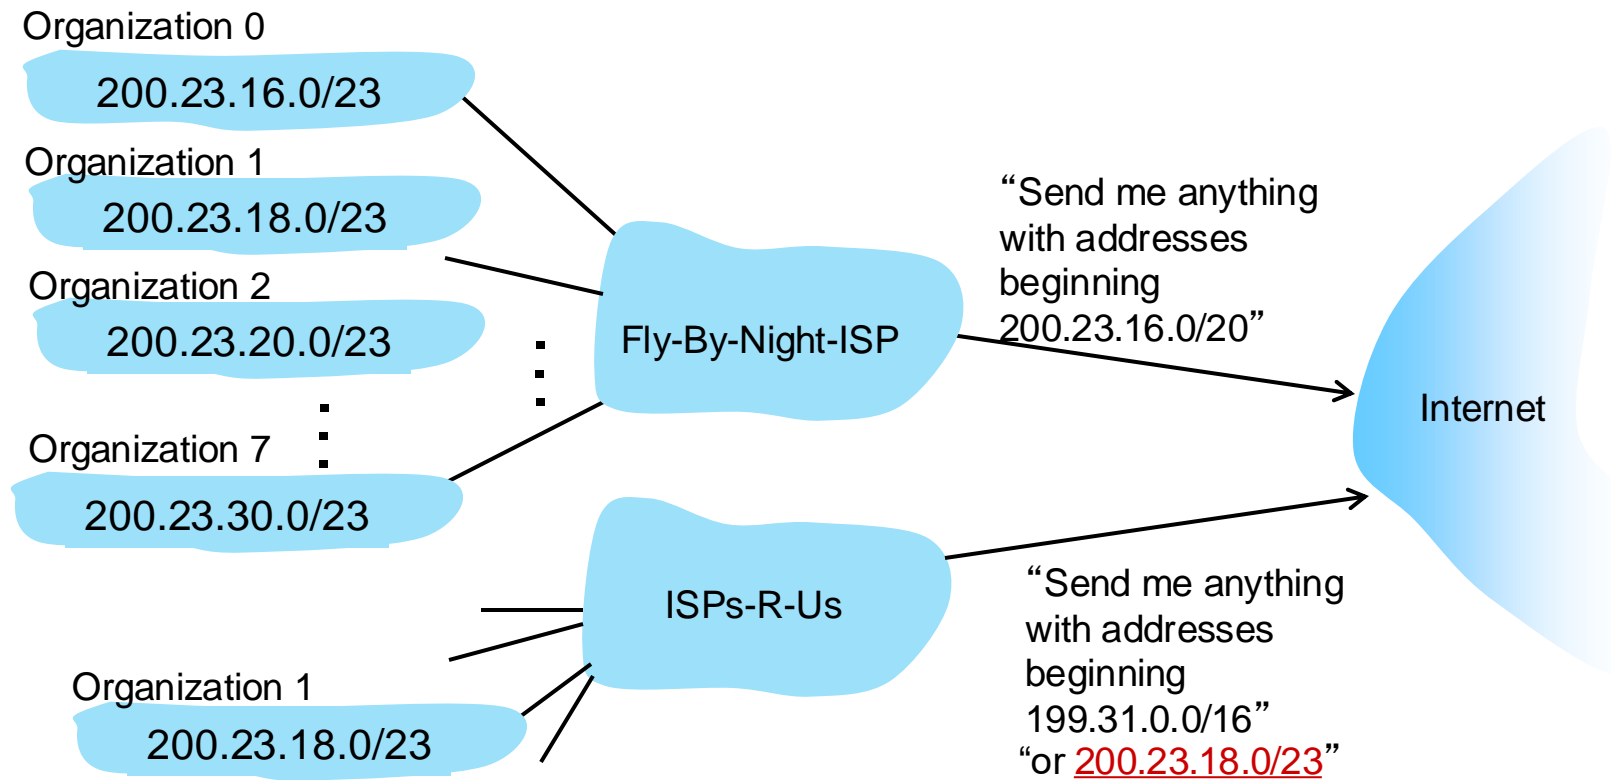 Organization 0
200.23.16.0/23
Organization 1
200.23.18.0/23
Organization 2
200.23.20.0/23
Organization 7
200.23.30.0/23
Fly-By-Night-ISP
“Send me anything
with addresses
beginning
200.23.16.0/20”
Internet
ISPs-R-Us
Organization 1
200.23.18.0/23
“Send me anything
with addresses
beginning
199.31.0.0/16”
“or 200.23.18.0/23”